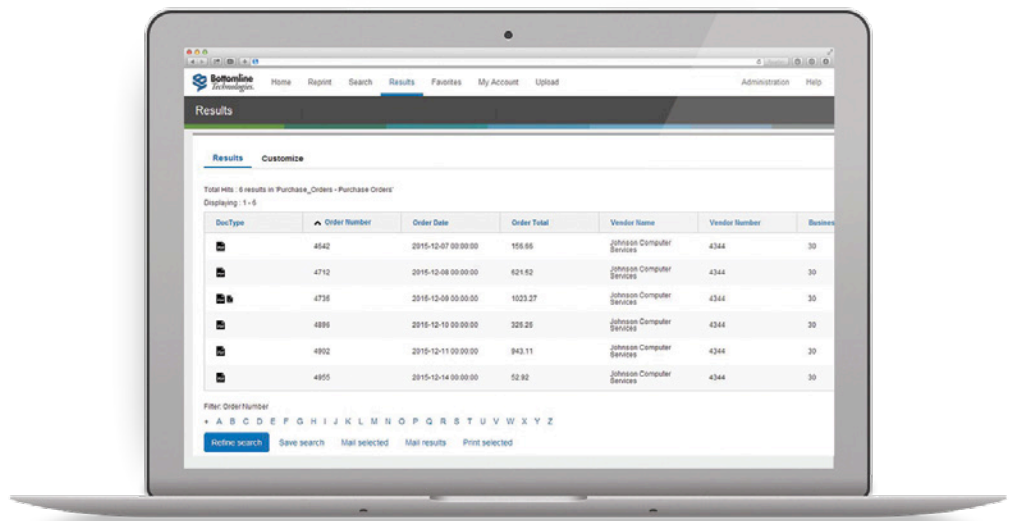 Bottomline
Technologies.
Home Reprint Search Results Favorites My Account Upload Administration Help
Results
Results Customize
Total Hits : 6 results in 'Purchase_Orders - Purchase Orders'
Displaying : 1 - 6
DocType Order Number Order Date Order Total Vendor Name Vendor Number Busines
4642 2015-12-07 00:00:00 Johnson Computer Services 4344 30
4712 2015-12-08 00:00:00 621.52 Johnson Computer Services 4344 30
2015-12-09 00:00:00 1023.27 Johnson Computer Services 4344 30
2015-12-10 00:00:00 325.25 Johnson Computer Services 4344 30
4902 2015-12-11 00:00:00 943.11 Johnson Computer Services 4344 30
4955 2015-12-14 00:00:00 52.92 Johnson Computer Services 4344 30
Filter: Order Number
A B C D E F G H I J K L M N O P Q R S T U V W X Y Z
Refine search Save search Mail selected Mail results Print selected